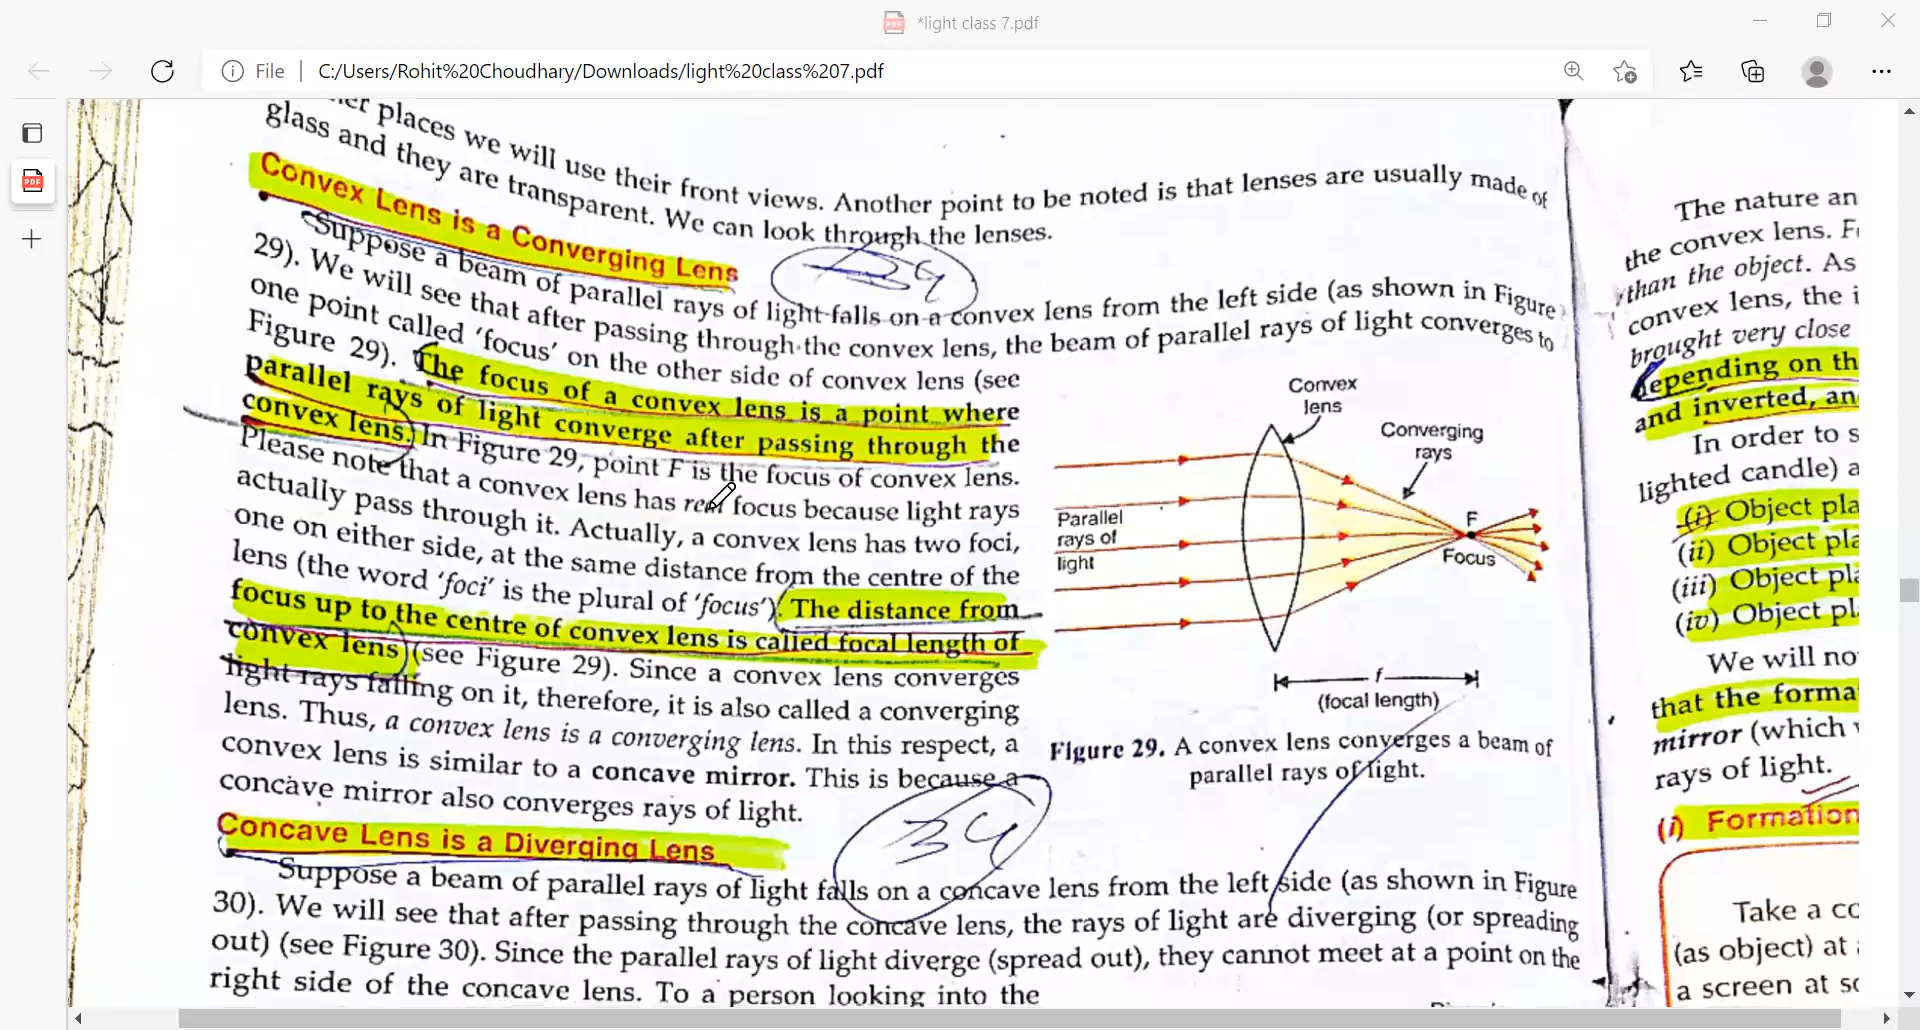 *light class 7.pdf
File
C:/Users/Rohit%20Choudhary/Downloads/light%20class%207.pdf
places we will use their front views. Another point to be noted is that lenses are usually made of
glass and they are transparent. We can look through the lenses.
Convex Lens is a Converging Lens
B4
Suppose a beam of parallel rays of light falls on a convex lens from the left side (as shown in Figure
29). We will see that after passing through the convex lens, the beam of parallel rays of light converges to
one point called 'focus' on the other side of convex lens (see
Figure 29). The focus of a convex lens is a point where
parallel rays of light converge after passing through the
convex lens. In Figure 29, point F is the focus of convex lens.
Please note that a convex lens has real focus because light rays
actually pass through it. Actually, a convex lens has two foci,
one on either side, at the same distance from the centre of the
lens (the word 'foci' is the plural of 'focus'). The distance from
focus up to the centre of convex lens is called focal length of
convex lens (see Figure 29). Since a convex lens converges
light rays falling on it, therefore, it is also called a converging
lens. Thus, a convex lens is a converging lens. In this respect, a
convex lens is similar to a concave mirror. This is because a
concave mirror also converges rays of light.
Convex
lens
Converging
rays
Parallel
rays of
light
F
Focus
f
(focal length)
Figure 29. A convex lens converges a beam of
parallel rays of light.
Concave Lens is a Diverging Lens
Suppose a beam of parallel rays of light falls on a concave lens from the left side (as shown in Figure
30). We will see that after passing through the concave lens, the rays of light are diverging (or spreading
out) (see Figure 30). Since the parallel rays of light diverge (spread out), they cannot meet at a point on the
right side of the concave lens. To a person looking into the
The nature an
the convex lens.
than the object. As
convex lens, the i
brought very close
depending on th
and inverted, an
In order to s
lighted candle) a
(i) Object pla
(ii) Object pla
(iii) Object pla
(iv) Object pl
We will no
that the forma
mirror (which
rays of light.
(i) Formation
Take a co
(as object) at
a screen at so